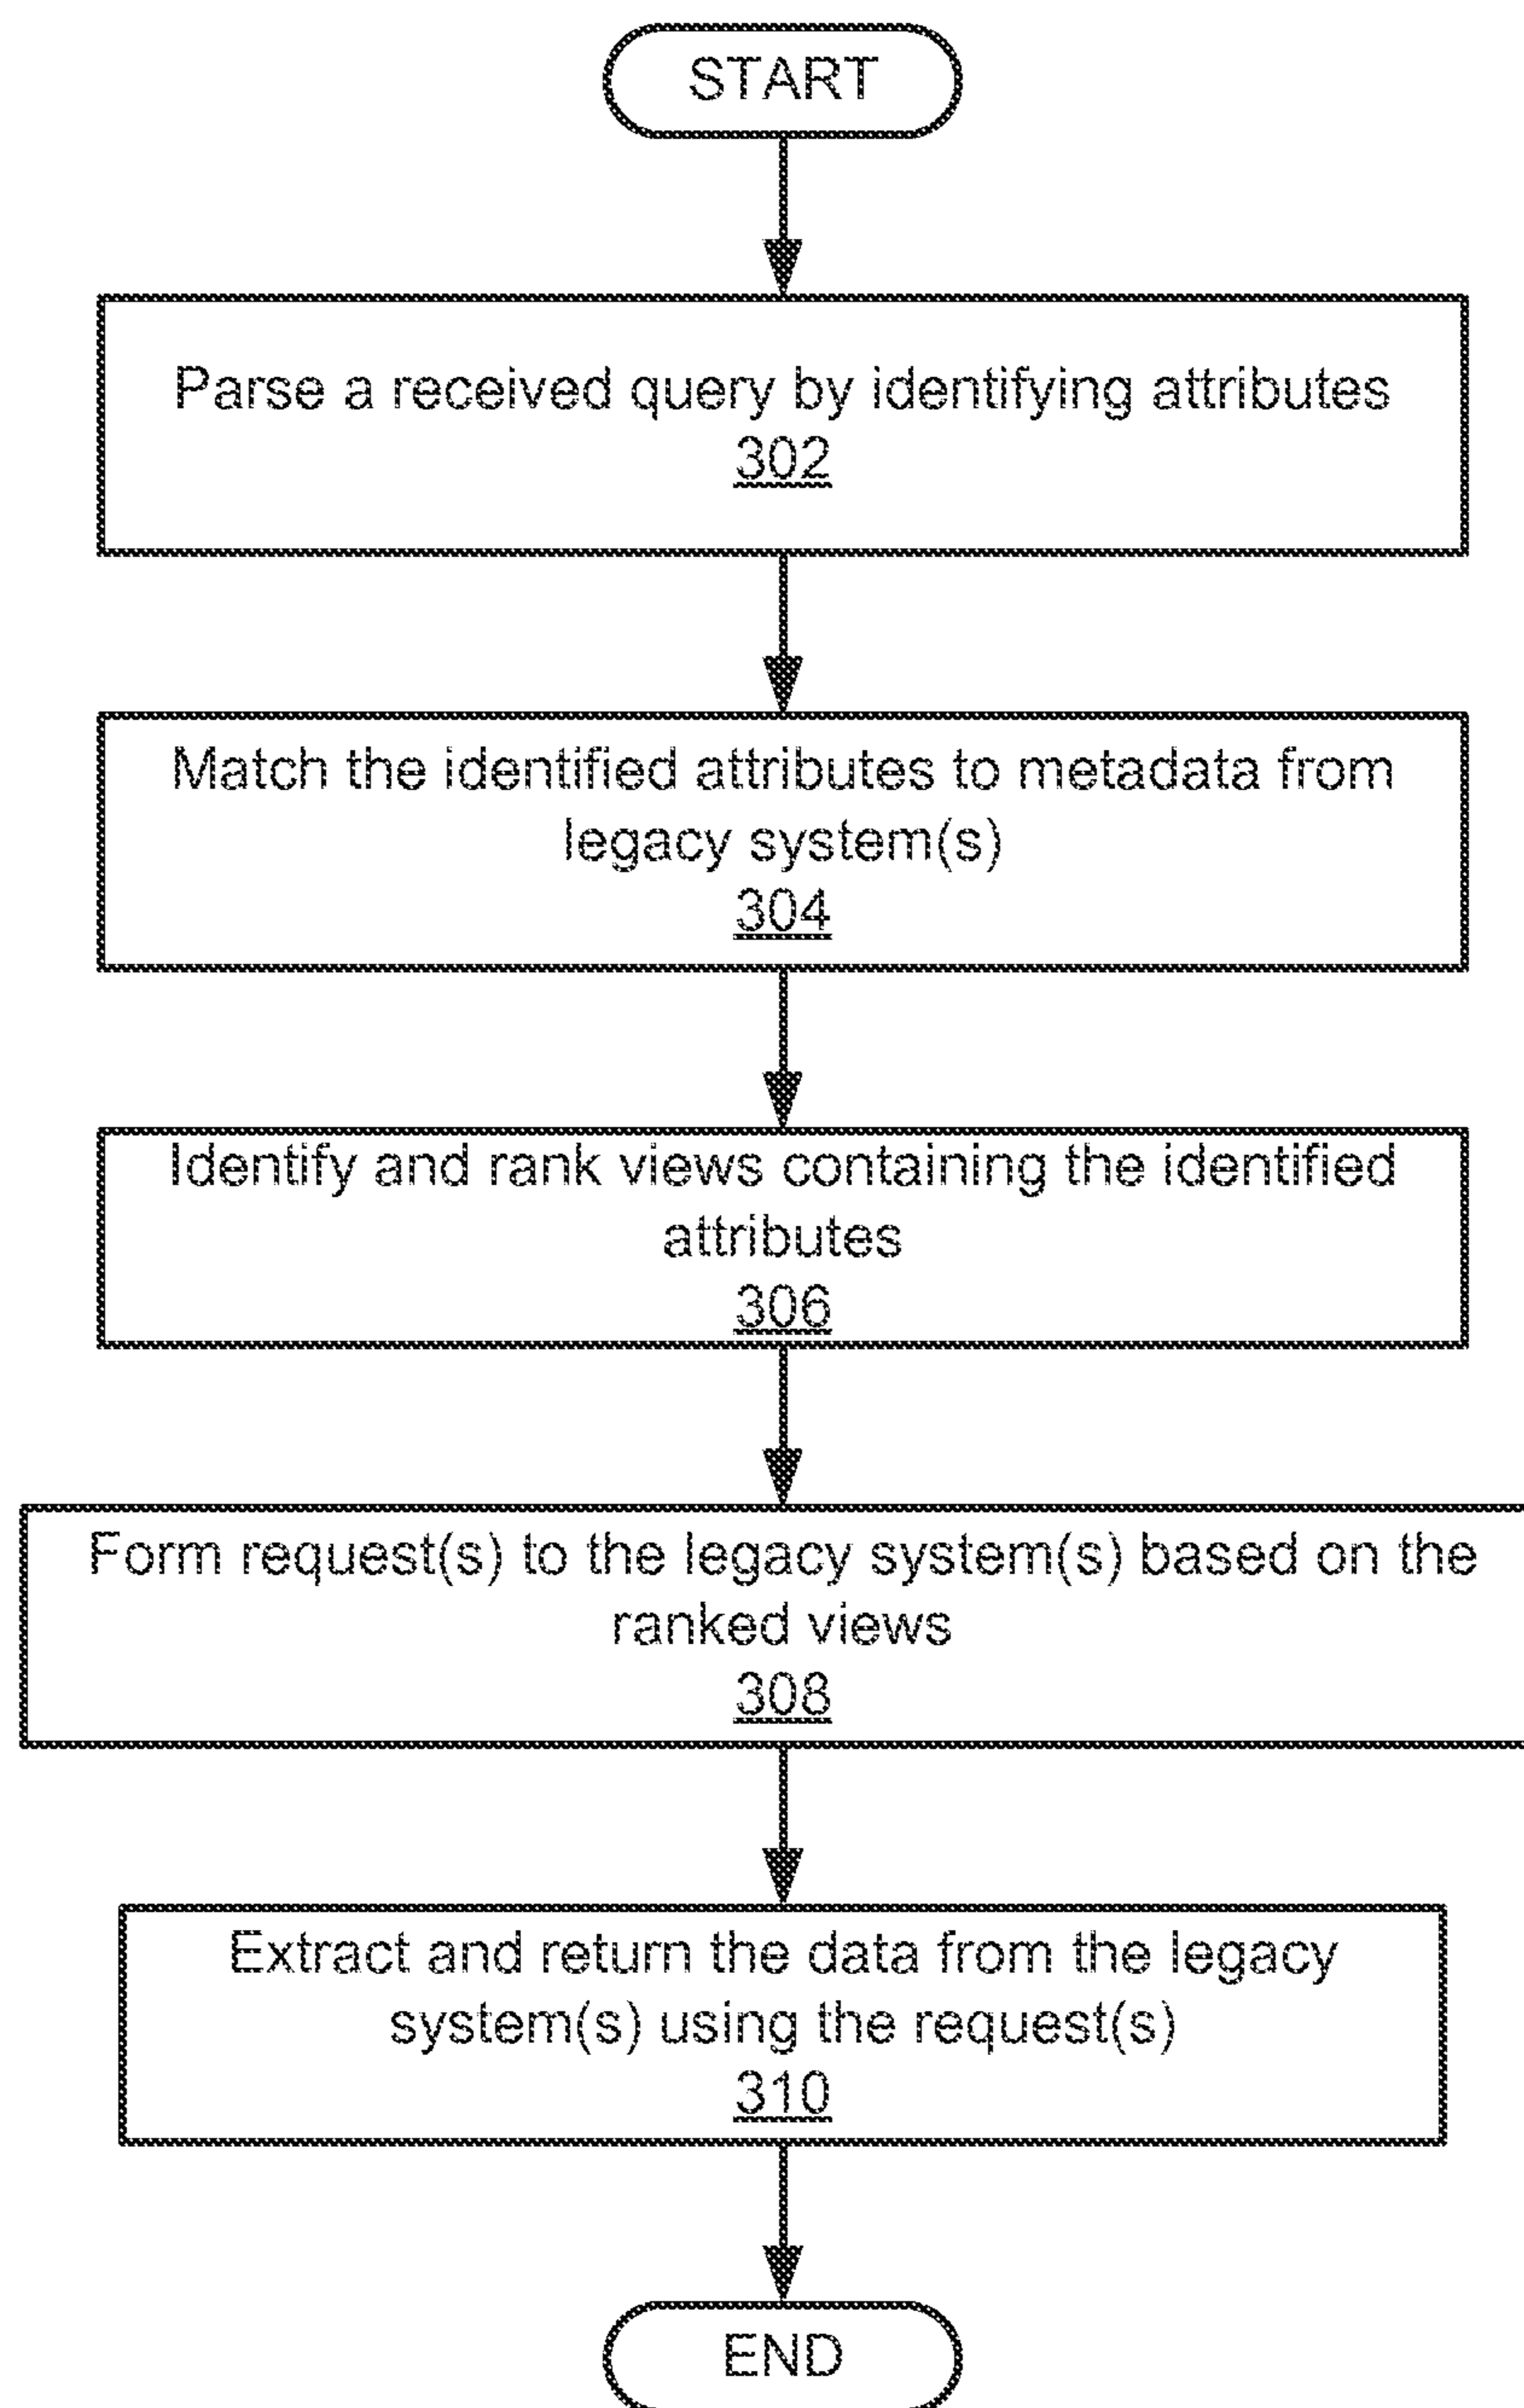 START
Parse a received query by identifying attributes
302
Match the identified attributes to metadata from
legacy system(s)
304
Identify and rank views containing the identified
attributes
306
Form request(s) to the legacy system(s) based on the
ranked views
308
Extract and return the data from the legacy
system(s) using the request(s)
310
END